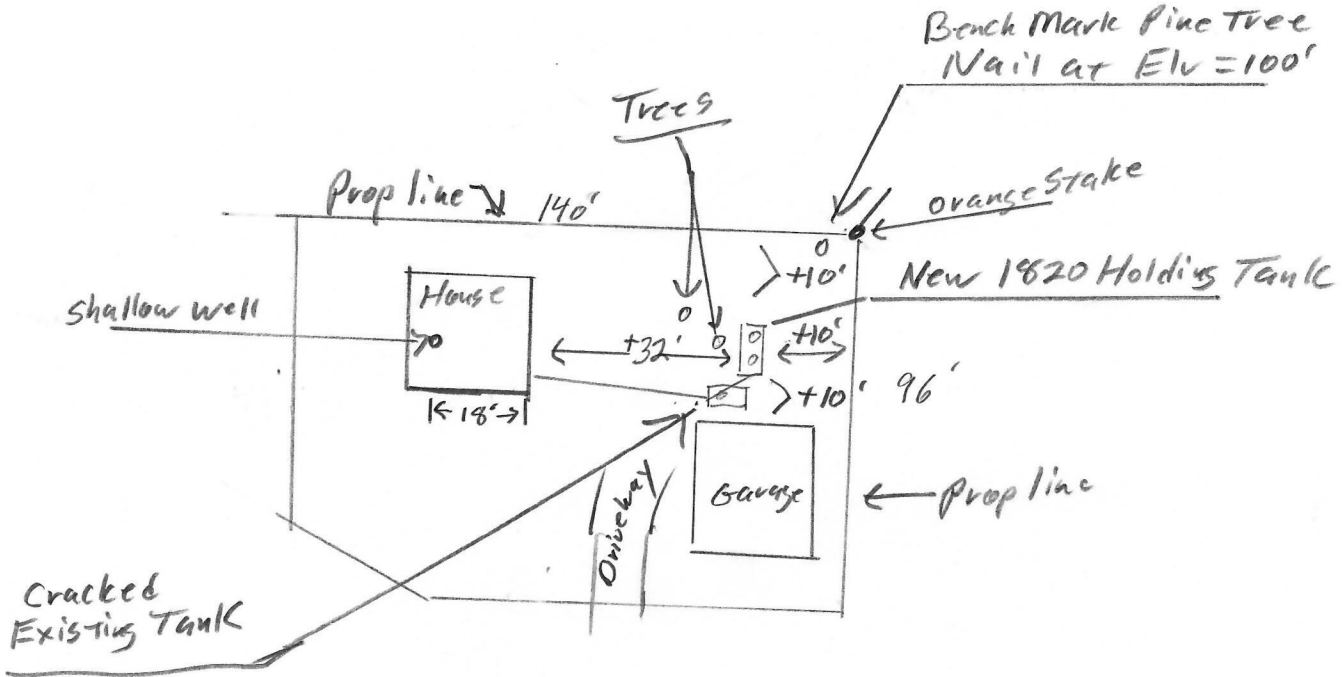 Bench Mark Pine Tree
Nail at Elv = 100'
Trees
Prop line
140'
orange Stake
+10'
New 1820 Holding Tank
House
Shallow well
+32'
+10'
+10'
96'
18'
Driveway
Garage
Prop line
Cracked
Existing Tank